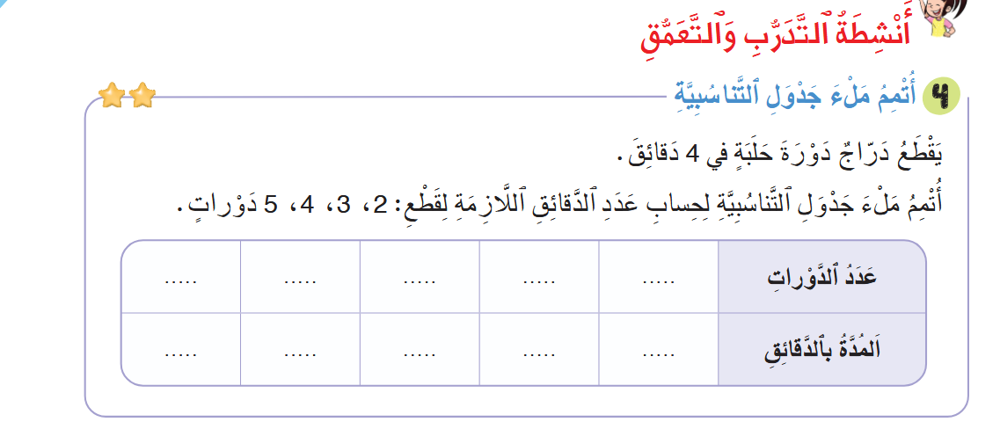 أَنْشِطَةُ ٱلتَّدَرُّبِ وَٱلتَّعَمُّقِ
4 أُتْمِمُ مَلْءَ جَدْوَلِ ٱلتَّناسُبِيَّةِ
يَقْطَعُ دَرّاجٌ دَوْرَةَ حَلَبَةٍ في 4 دَقائِقَ.
أُتْمِمُ مَلْءَ جَدْوَلِ ٱلتَّناسُبِيَّةِ لِحِسابِ عَدَدِ ٱلدَّقائِقِ ٱللَّازِمَةِ لِقَطْعِ: 2، 3، 4، 5 دَوْراتٍ.
عَدَدُ ٱلدَّوْراتِ ..... ..... ..... ..... .....
اَلمُدَّةُ بِٱلدَّقائِقِ ..... ..... ..... ..... .....